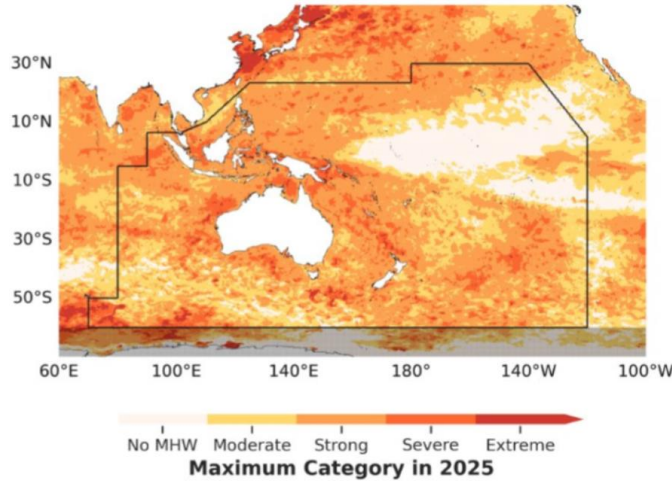 30°N
10°N
10°S
30°S
50°S
60°E 100°E 140°E 180° 140°W 100°W
No MHW Moderate Strong Severe Extreme
Maximum Category in 2025